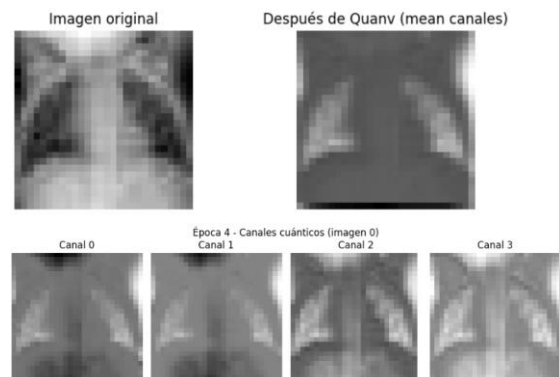 Imagen original
Después de Quanv (mean canales)
Época 4 - Canales cuánticos (imagen 0)
Canal 0
Canal 1
Canal 2
Canal 3